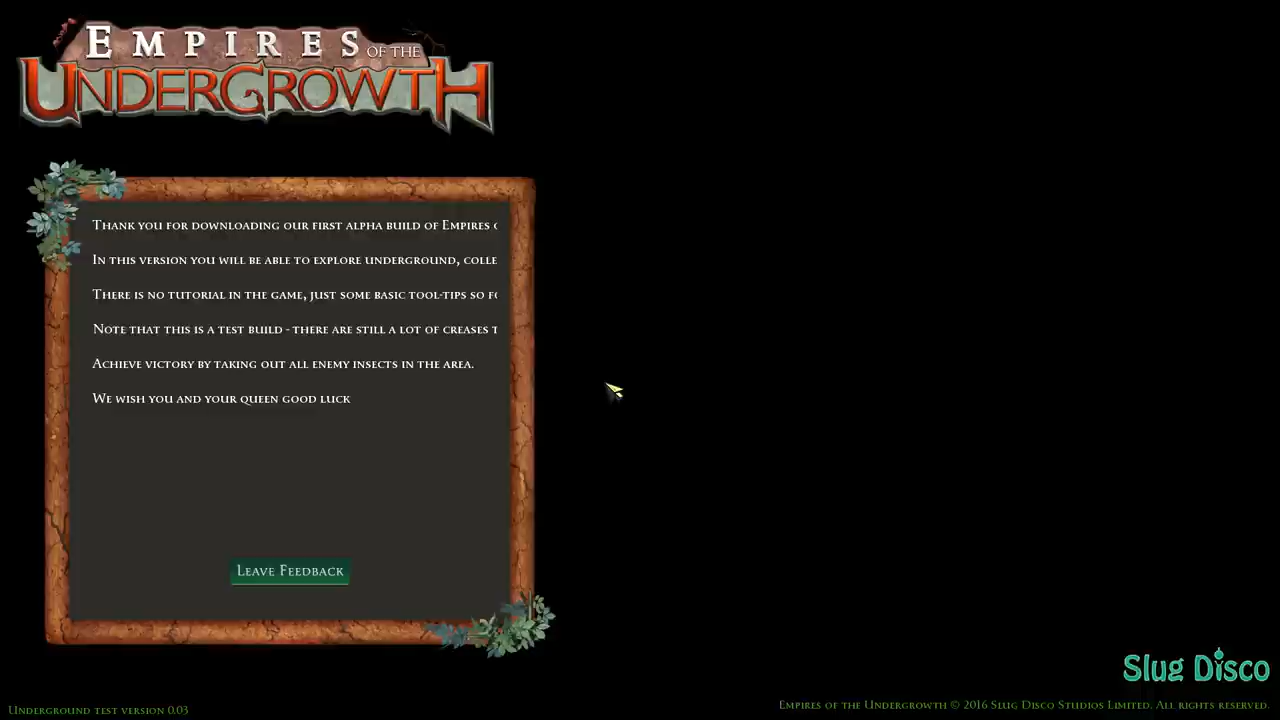 Empires of the
Undergrowth
Thank you for downloading our first alpha build of Empires
In this version you will be able to explore underground, colle
There is no tutorial in the game, just some basic tool-tips so fo
Note that this is a test build - there are still a lot of creases t
Achieve victory by taking out all enemy insects in the area.
We wish you and your queen good luck
Leave Feedback
Slug Disco
Underground test version 0.03
Empires of the Undergrowth © 2016 Slug Disco Studios Limited. All rights reserved.